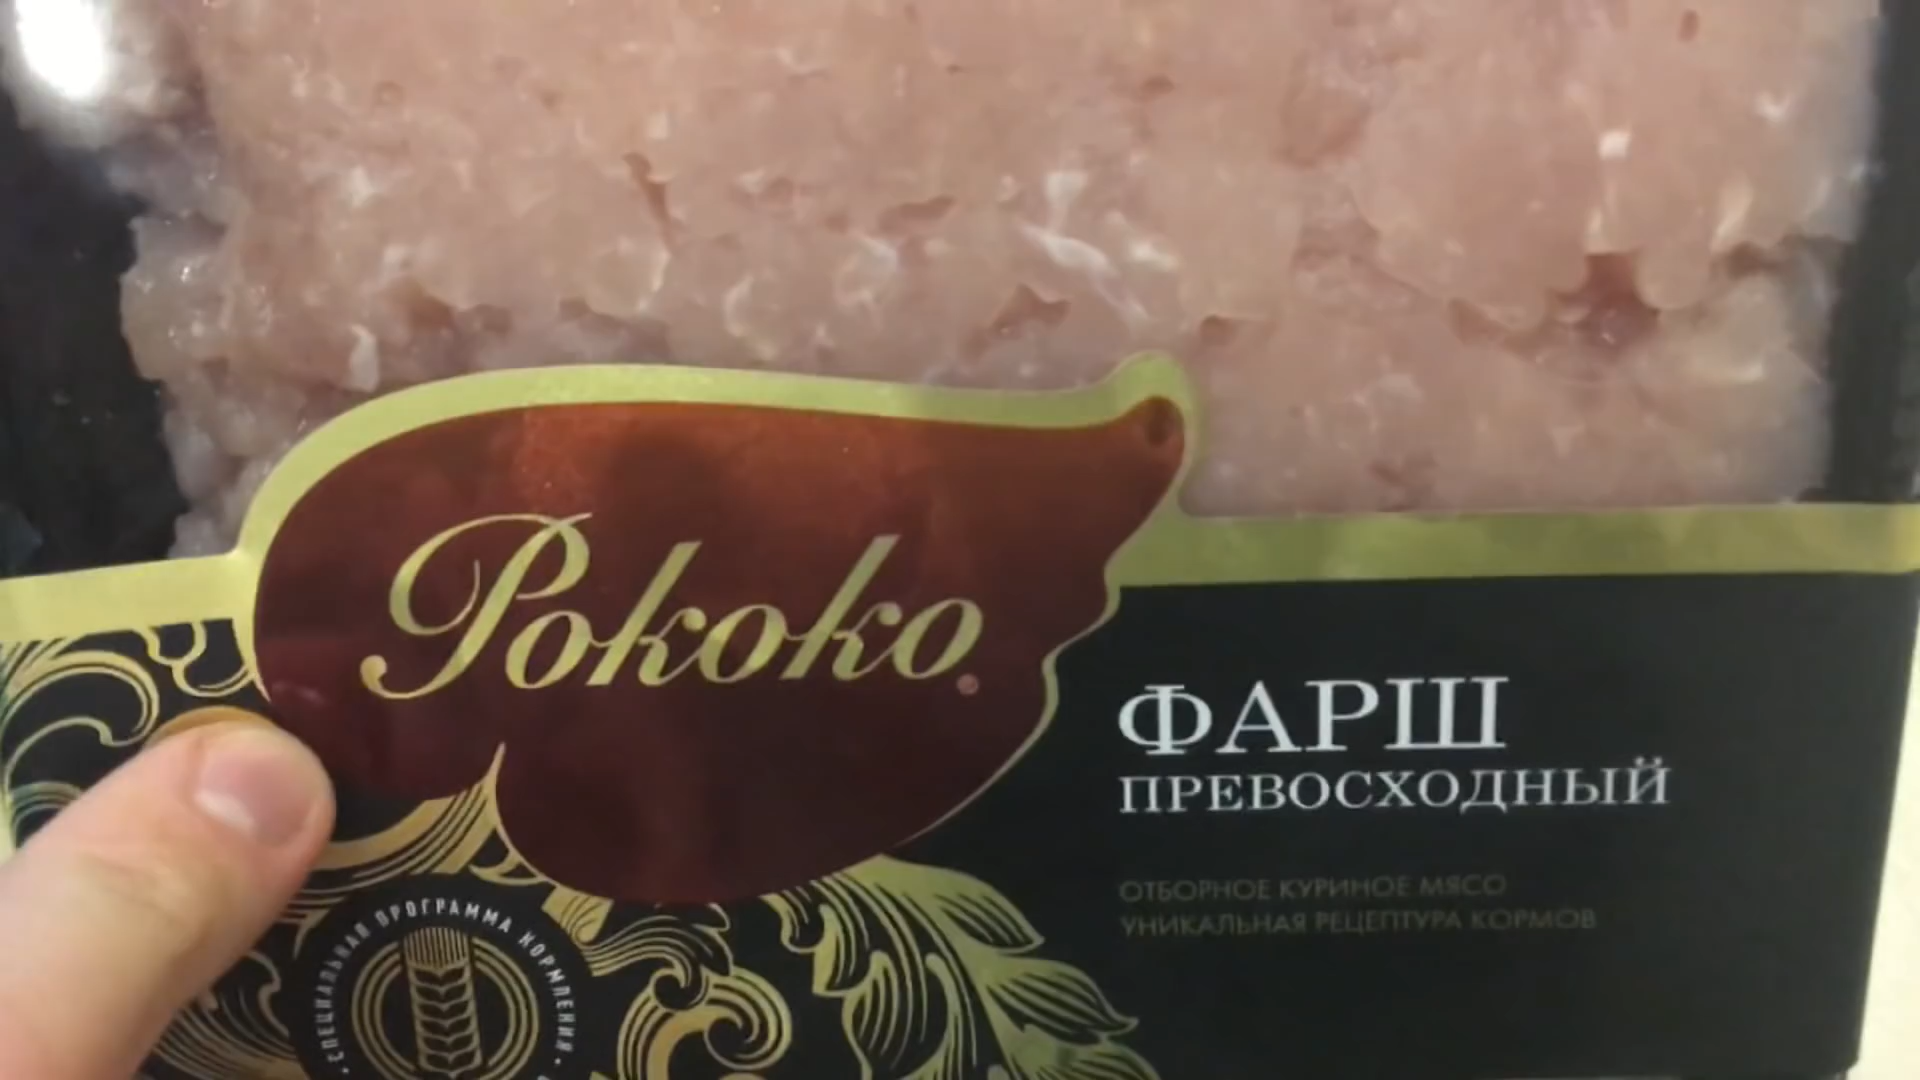 Рококо
ФАРШ
ПРЕВОСХОДНЫЙ
ОТБОРНОЕ КУРИНОЕ МЯСО
УНИКАЛЬНАЯ РЕЦЕПТУРА КОРМОВ
СПЕЦИАЛЬНАЯ ПРОГРАММА КОРМЛЕНИЯ